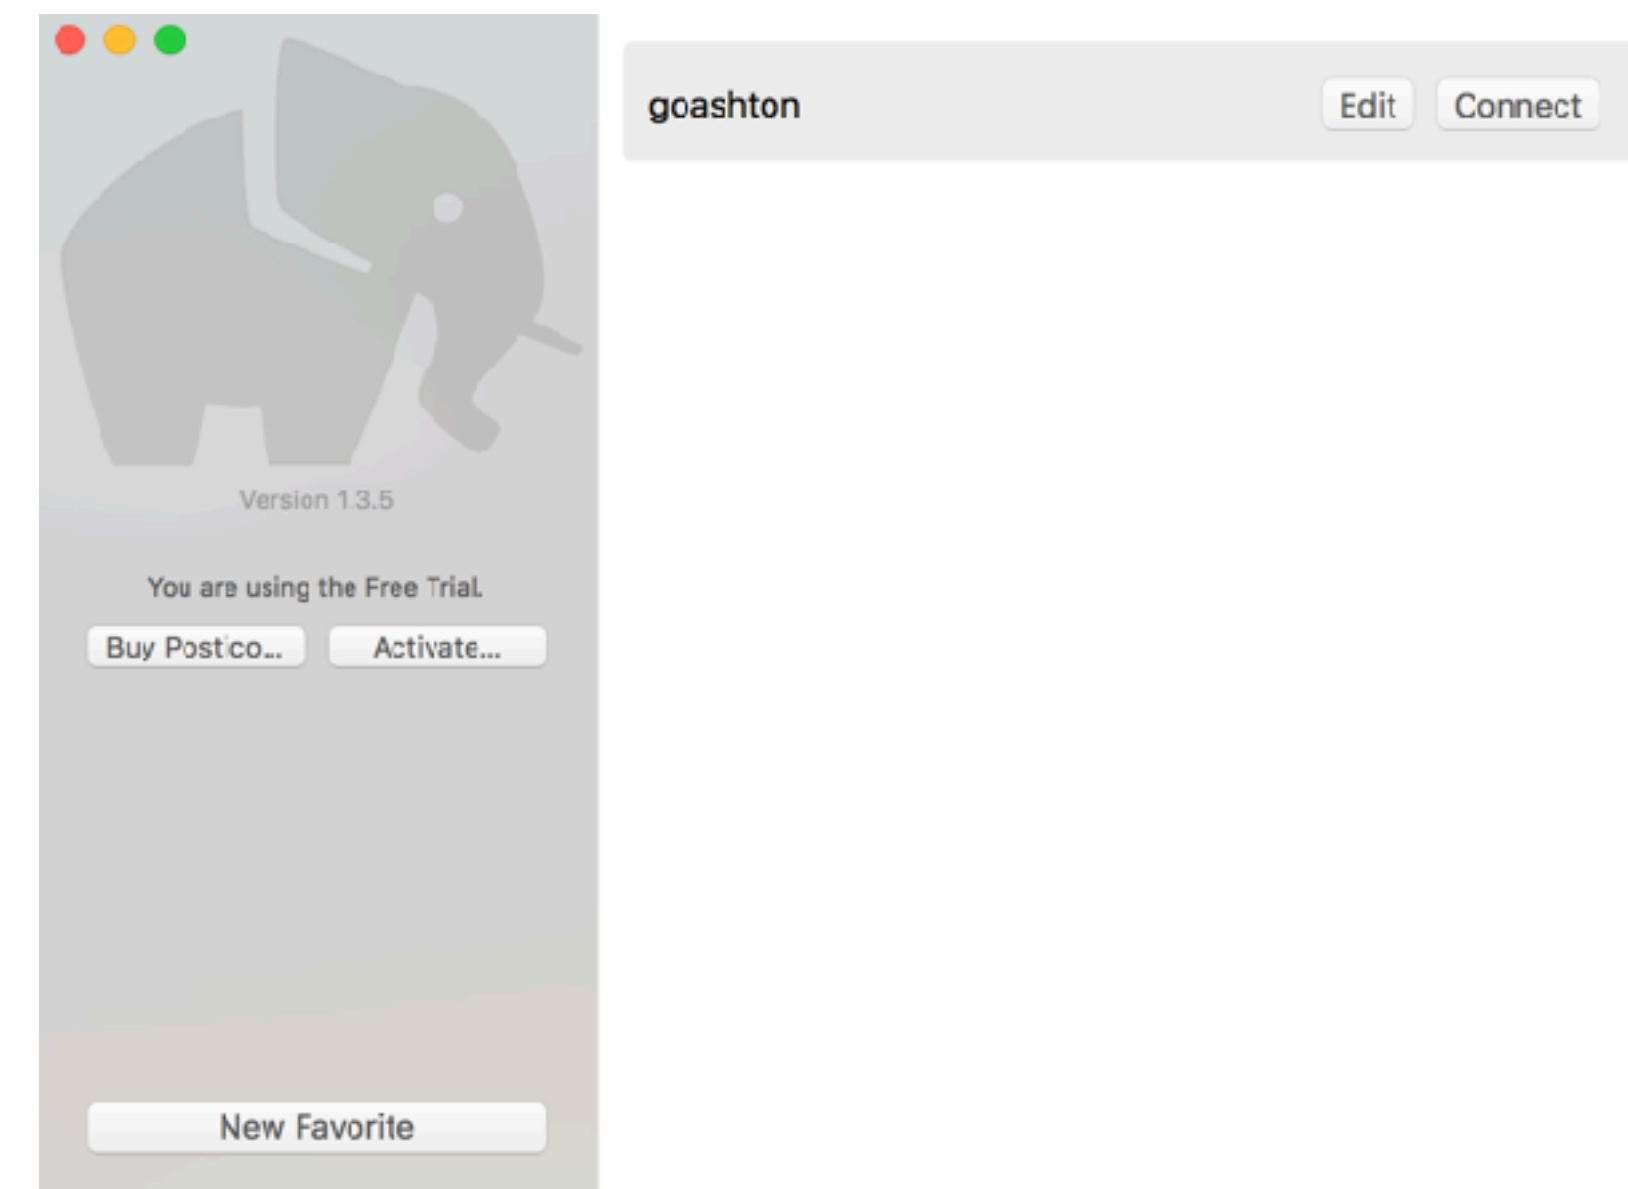 goashton
Edit
Connect
Version 1.3.5
You are using the Free Trial.
Buy Postico...
Activate...
New Favorite